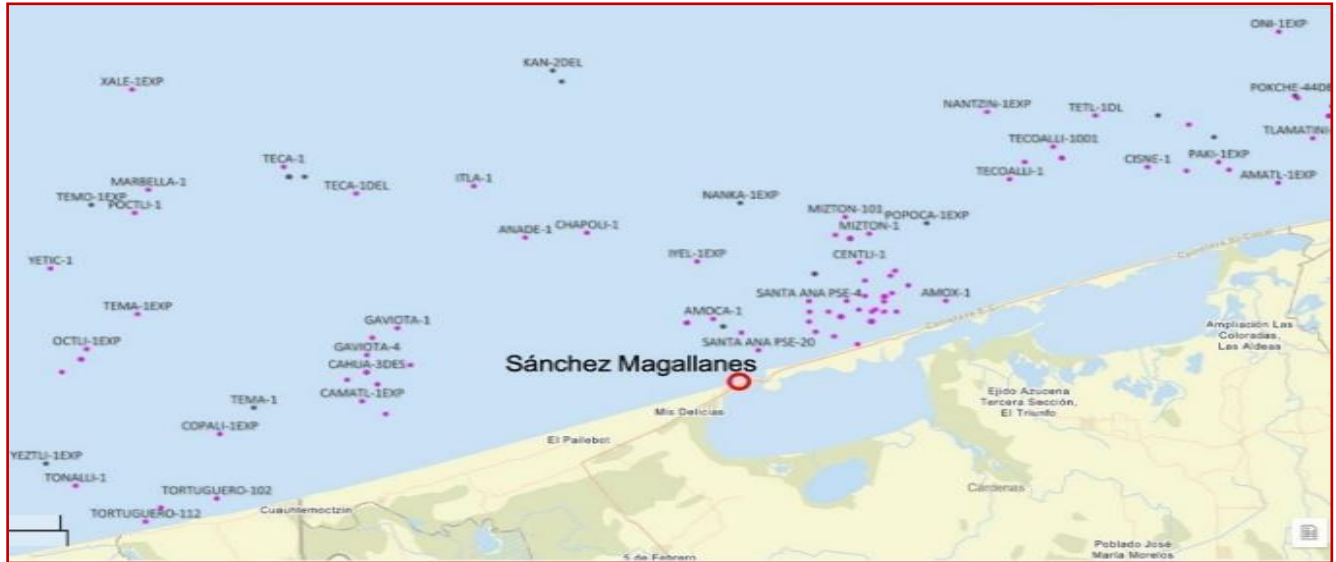 ONI-1EXP
KAN-2DEL
XALE-1EXP
POKCHE-44DE
NANTZIN-1EXP
TETL-1DL
TLAMATINI-
TECOALLI-1001
TECA-1
CISNE-1
PAKI-1EXP
TECOALLI-1
AMATL-1EXP
MARBELLA-1
TECA-1DEL
ITLA-1
TEMO-1EXP
POCTLI-1
NANKA-1EXP
MIZTON-101
POPOCA-1EXP
ANADE-1
CHAPOLI-1
MIZTON-1
YETIC-1
IYEL-1EXP
CENTLI-1
SANTA ANA PSE-4
AMOX-1
TEMA-1EXP
GAVIOTA-1
AMOCA-1
Ampliación Las
Coloradas,
Las Aldeas
OCTLI-1EXP
GAVIOTA-4
SANTA ANA PSE-20
CAHUA-3DES
Sánchez Magallanes
CAMATL-1EXP
Ejido Azucena
Tercera Sección,
El Triunfo
TEMA-1
Mis Delicias
COPALI-1EXP
El Pailebot
YEZTLI-1EXP
TONALLI-1
TORTUGUERO-102
Cárdenas
TORTUGUERO-112
Cuauhtemoctzin
5 de Febrero
Poblado José
María Morelos